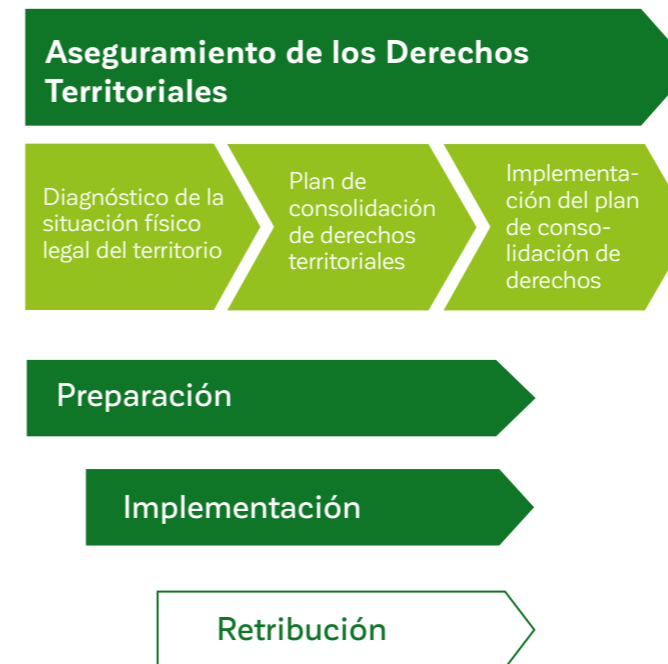 Aseguramiento de los Derechos
Territoriales
Diagnóstico de la
situación físico
legal del territorio
Plan de
consolidación
de derechos
territoriales
Implementa-
ción del plan
de conso-
lidación de
derechos
Preparación
Implementación
Retribución